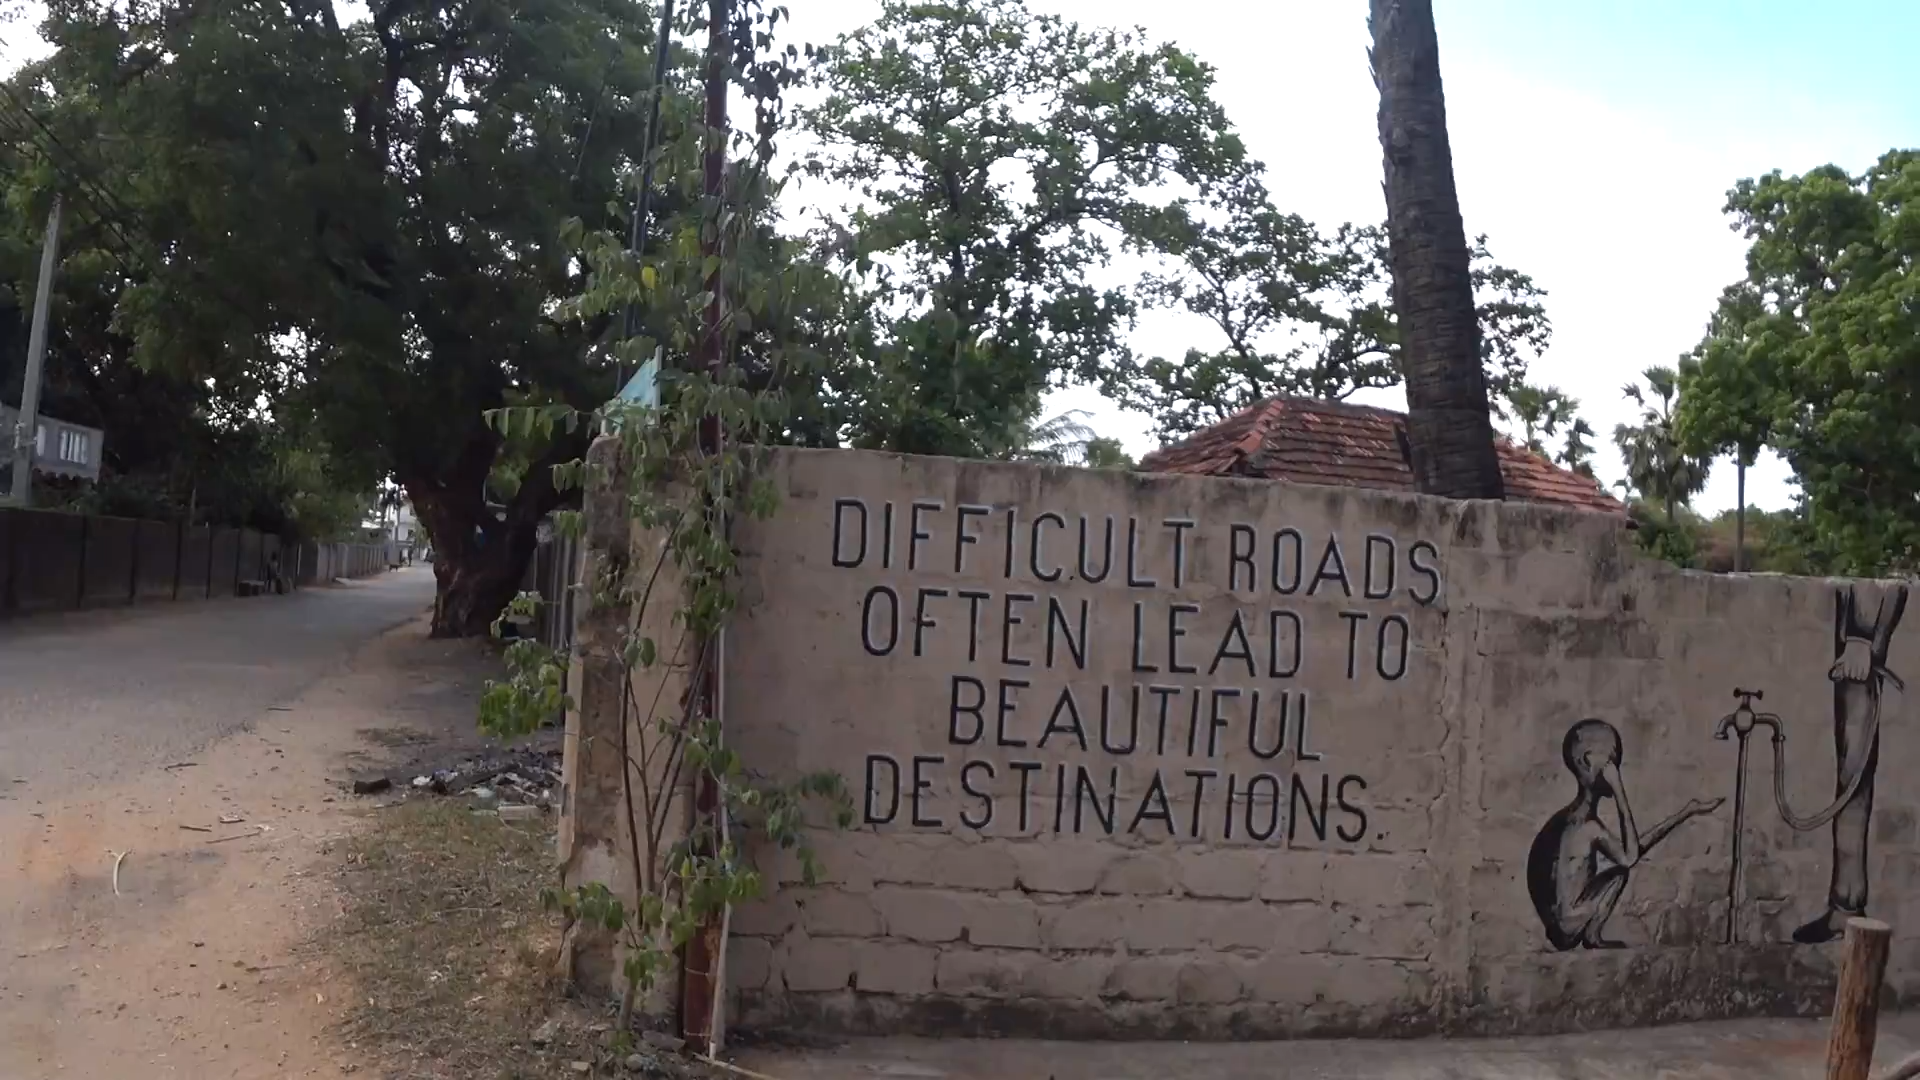 DIFFICULT ROADS
OFTEN LEAD TO
BEAUTIFUL
DESTINATIONS.